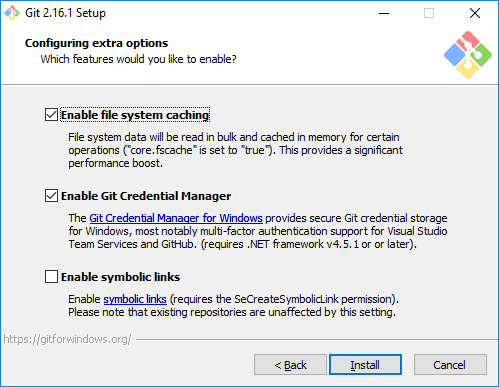 Git 2.16.1 Setup
Configuring extra options
Which features would you like to enable?
Enable file system caching
File system data will be read in bulk and cached in memory for certain
operations ("core.fscache" is set to "true"). This provides a significant
performance boost.
Enable Git Credential Manager
The Git Credential Manager for Windows provides secure Git credential storage
for Windows, most notably multi-factor authentication support for Visual Studio
Team Services and GitHub. (requires .NET framework v4.5.1 or or later).
Enable symbolic links
Enable symbolic links (requires the SeCreateSymbolicLink permission).
Please note that existing repositories are unaffected by this setting.
https://gitforwindows.org/
< Back
Install
Cancel